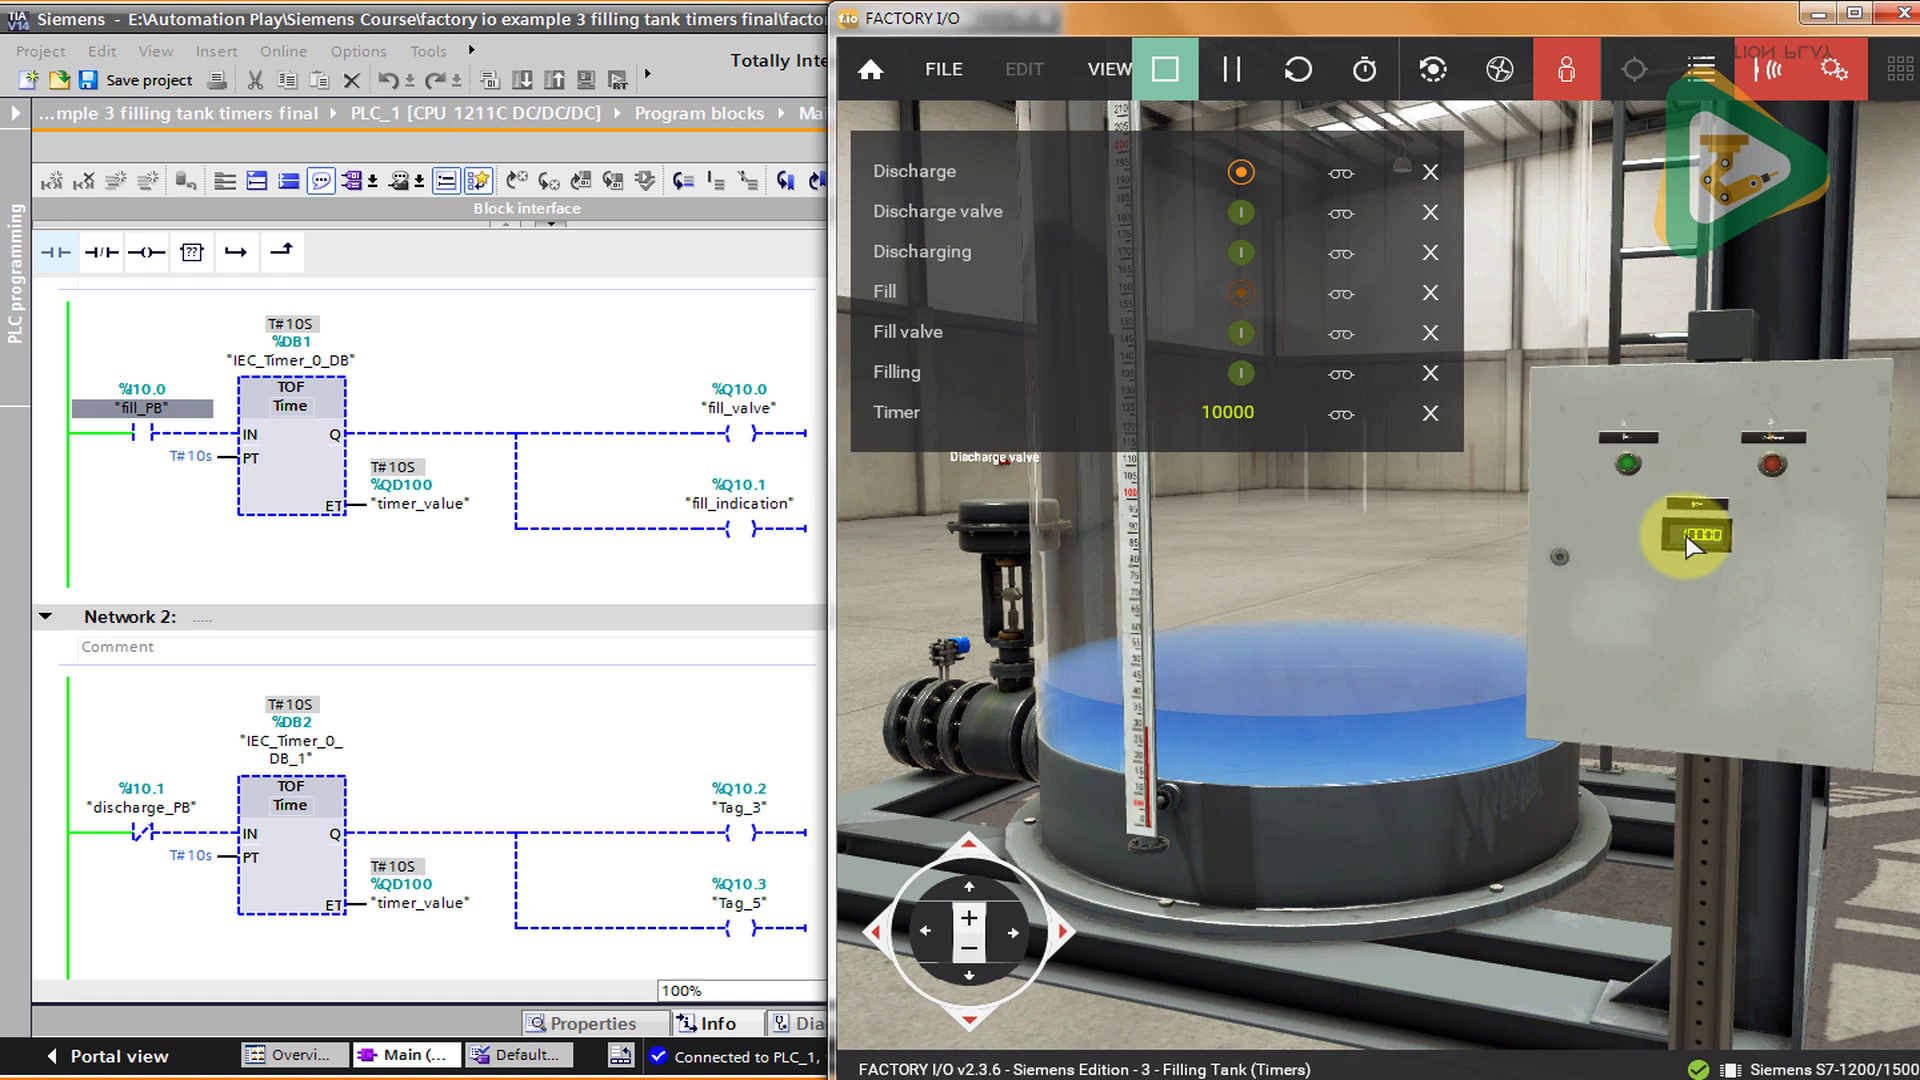 TIA V14 Siemens - E:\Automation Play\Siemens Course\factory io example 3 filling tank timers final\facto
Project Edit View Insert Online Options Tools
Totally Inte
Save project
...mple 3 filling tank timers final PLC_1 [CPU 1211C DC/DC/DC] Program blocks Ma
Block interface
PLC programming
??
T#10S
%DB1
"IEC_Timer_0_DB"
TOF
Time
%I10.0
"fill_PB"
IN Q
T#10s PT
T#10S
%QD100
ET "timer_value"
%Q10.0
"fill_valve"
%Q10.1
"fill_indication"
Network 2: .....
Comment
T#10S
%DB2
"IEC_Timer_0_
DB_1"
TOF
Time
%I10.1
"discharge_PB"
IN Q
T#10s PT
T#10S
%QD100
ET "timer_value"
%Q10.2
"Tag_3"
%Q10.3
"Tag_5"
100%
Properties Info Dia
Portal view Overvi... Main (... Default... Connected to PLC_1,
f.io FACTORY I/O
FILE EDIT VIEW
Discharge X
Discharge valve X
Discharging X
Fill X
Fill valve X
Filling X
Timer 10000 X
Discharge valve
10000
FACTORY I/O v2.3.6 - Siemens Edition - 3 - Filling Tank (Timers)
Siemens S7-1200/1500